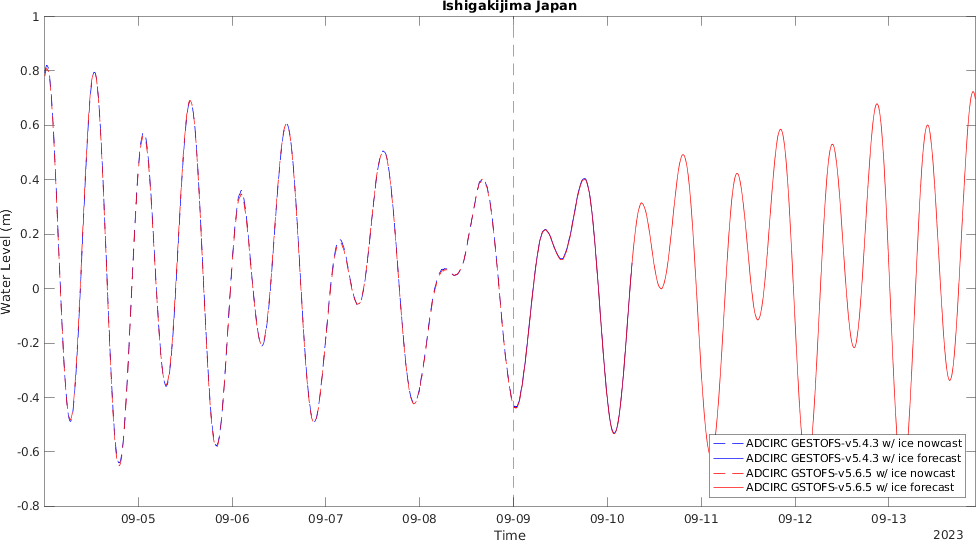 Ishigakijima Japan
1
0.8
0.6
0.4
0.2
0
-0.2
-0.4
-0.6
-0.8
Water Level (m)
ADCIRC GESTOFS-v5.4.3 w/ ice nowcast
ADCIRC GESTOFS-v5.4.3 w/ ice forecast
ADCIRC GSTOFS-v5.6.5 w/ ice nowcast
ADCIRC GSTOFS-v5.6.5 w/ ice forecast
09-05 09-06 09-07 09-08 09-09 09-10 09-11 09-12 09-13
Time
2023